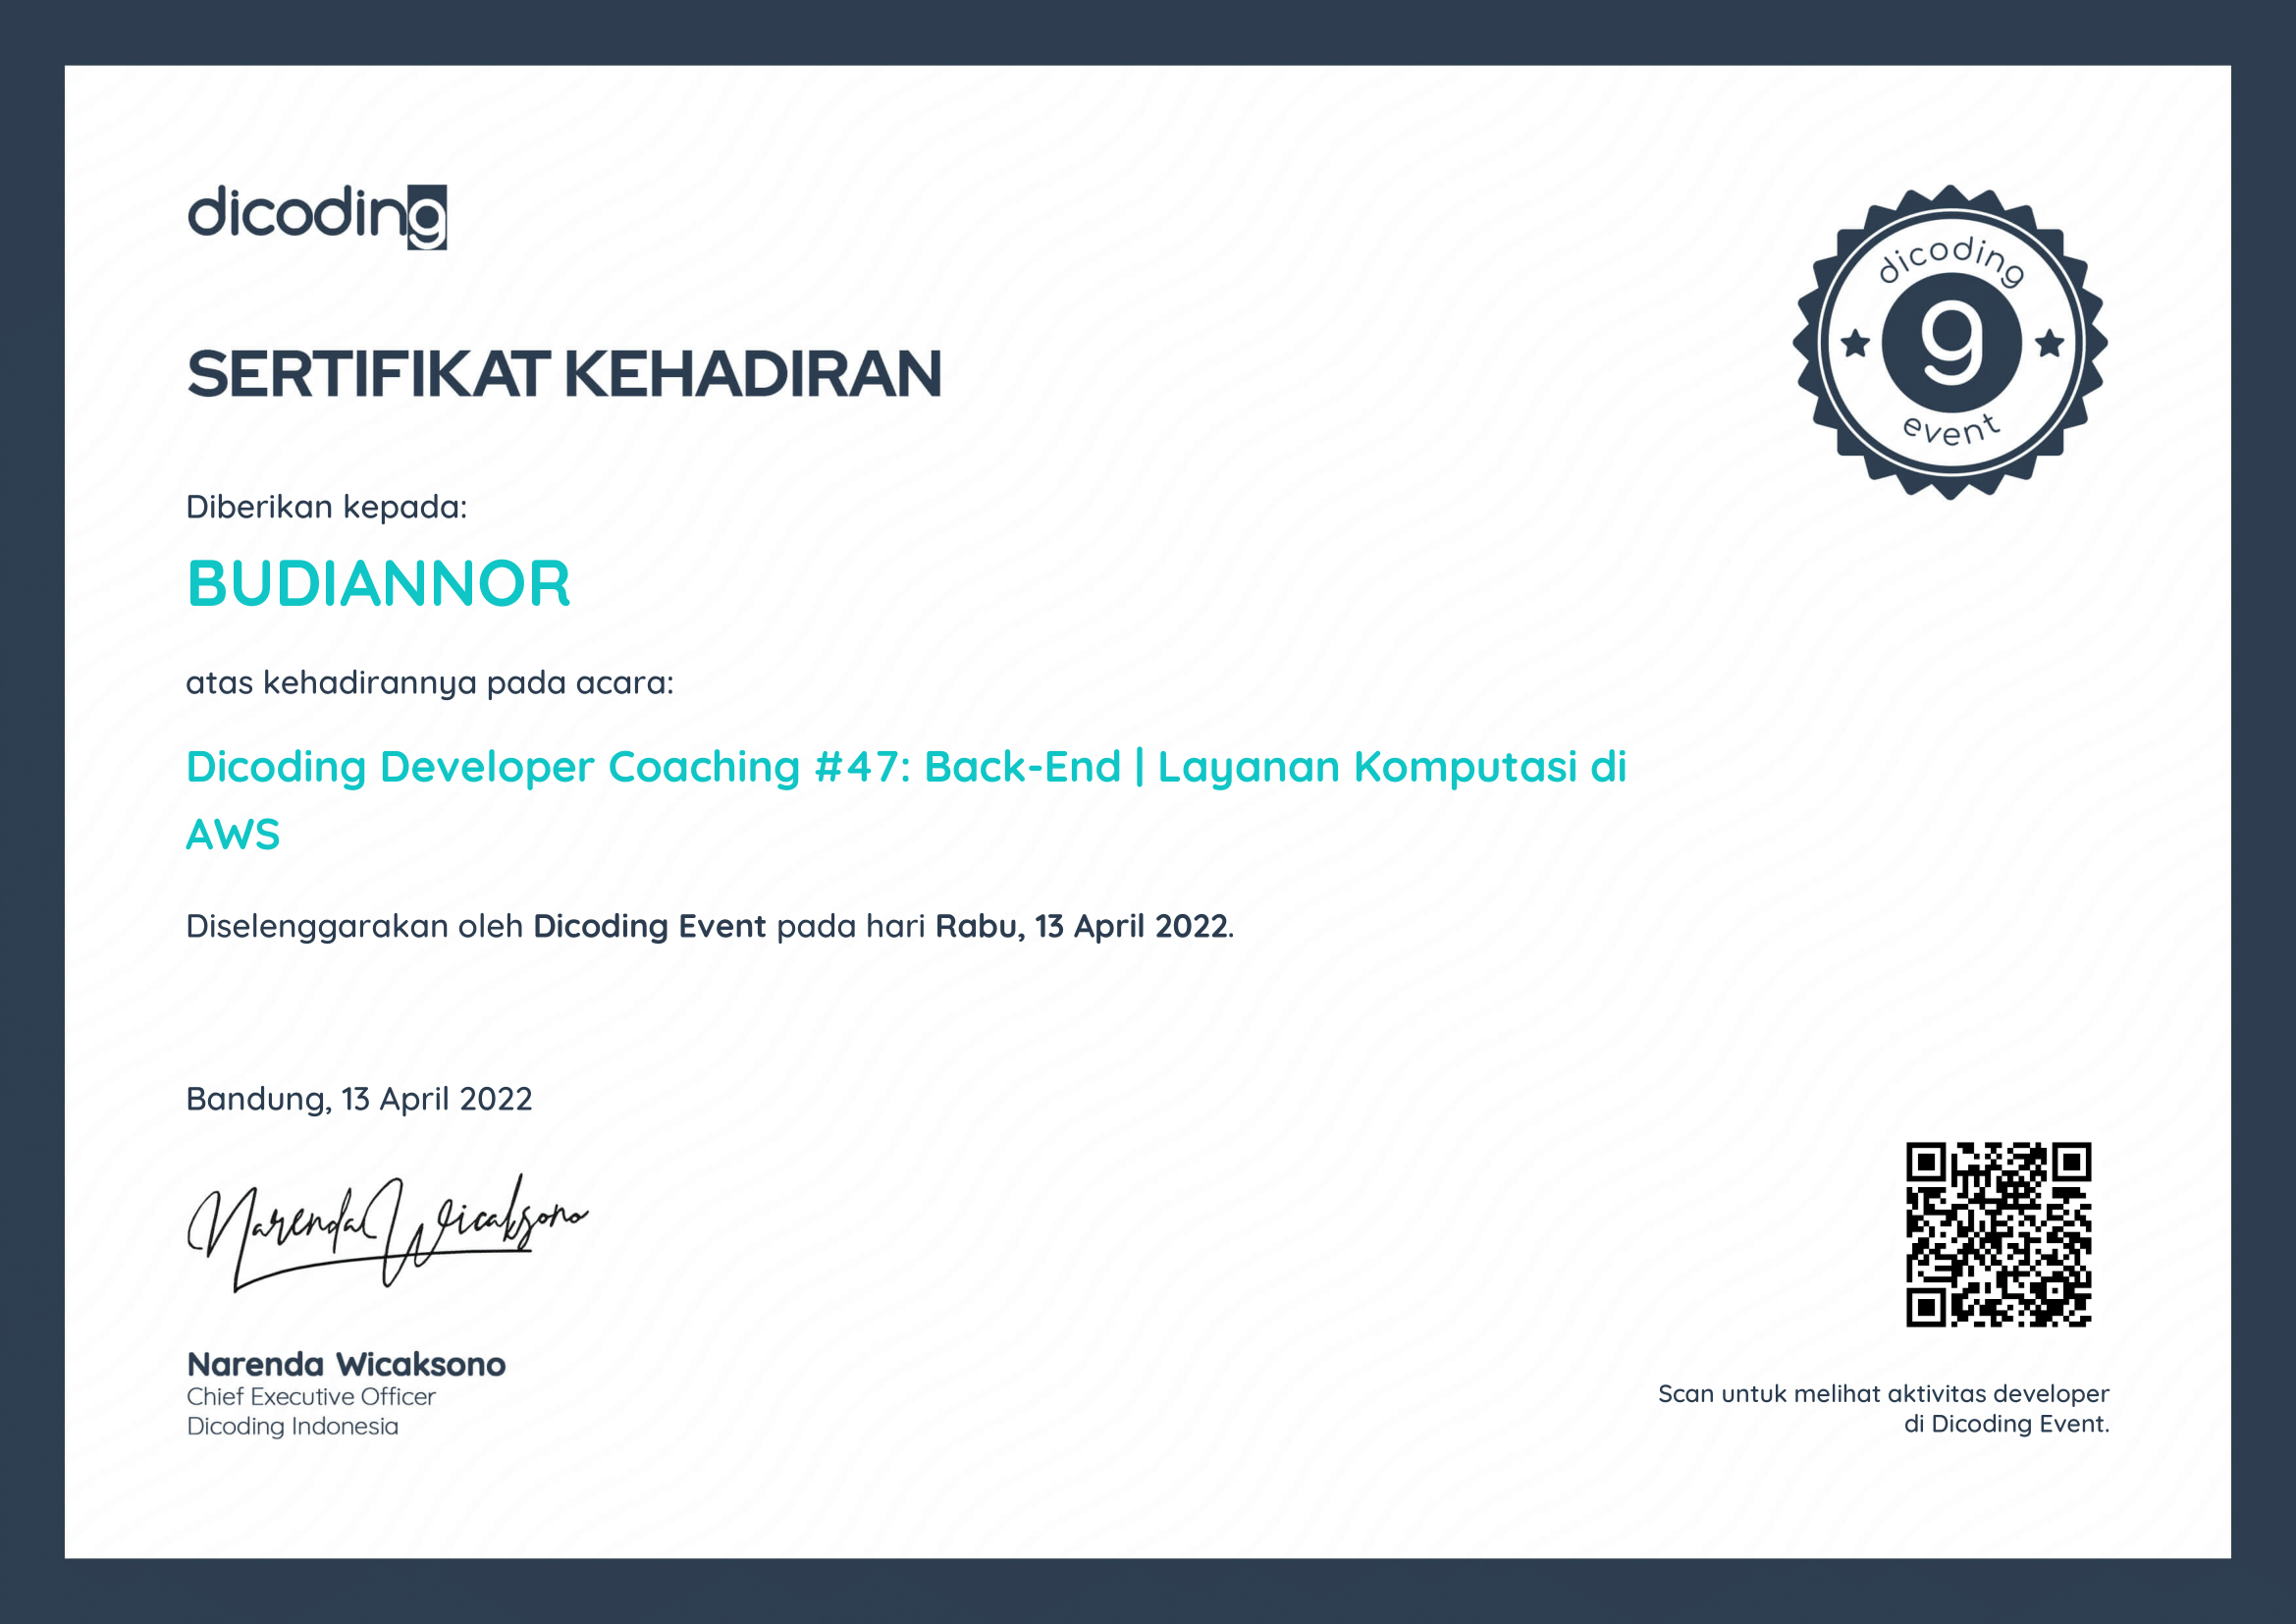 dicoding
SERTIFIKAT KEHADIRAN
dicoding
g
event
Diberikan kepada:
BUDIANNOR
atas kehadirannya pada acara:
Dicoding Developer Coaching #47: Back-End | Layanan Komputasi di
AWS
Diselenggarakan oleh Dicoding Event pada hari Rabu, 13 April 2022.
Bandung, 13 April 2022
Narenda Wicaksono
Narenda Wicaksono
Chief Executive Officer
Dicoding Indonesia
Scan untuk melihat aktivitas developer
di Dicoding Event.